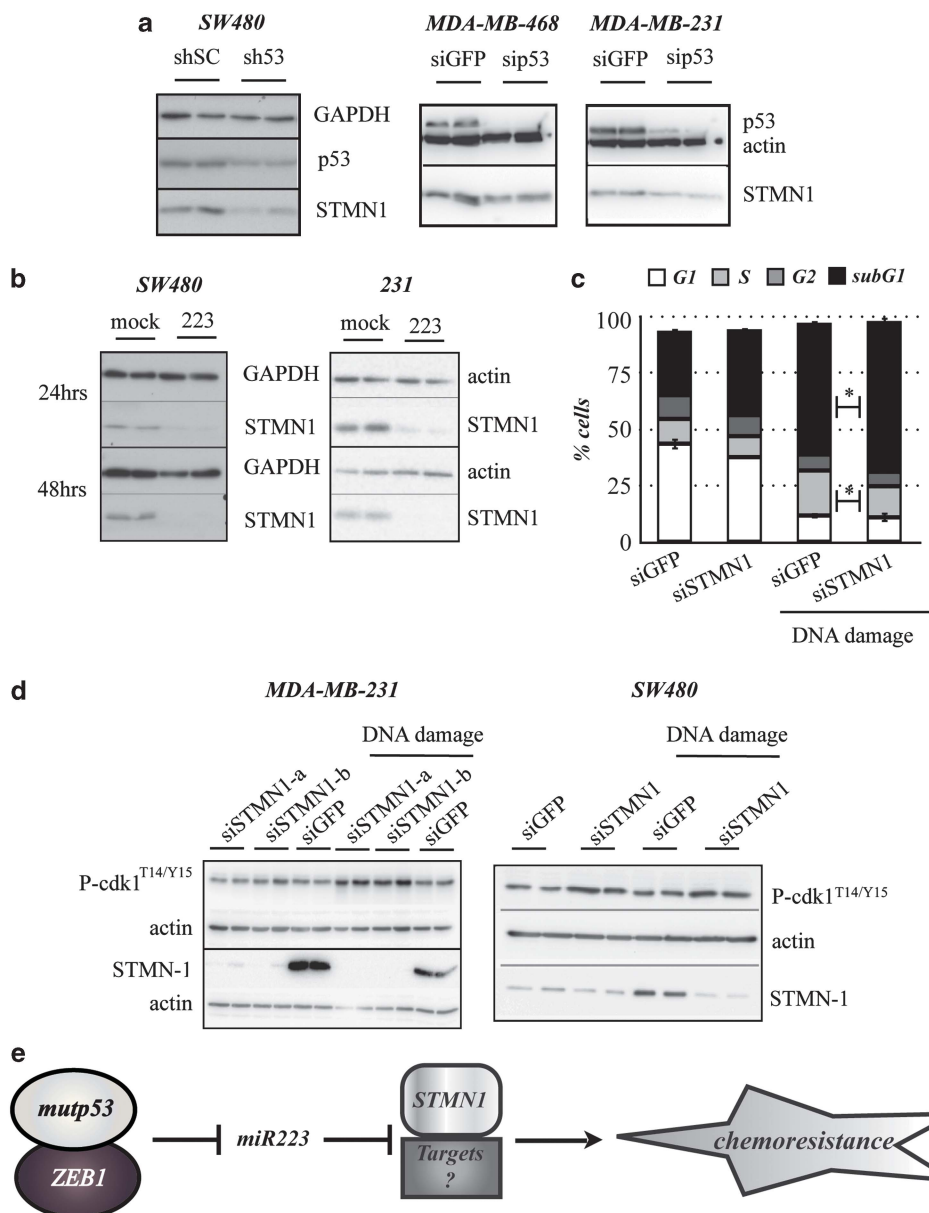 a
SW480
shSC sh53
GAPDH
p53
STMN1
MDA-MB-468 MDA-MB-231
siGFP sip53 siGFP sip53
p53
actin
STMN1
b
SW480 231
mock 223 mock 223
24hrs
GAPDH actin
STMN1 STMN1
48hrs
GAPDH actin
STMN1 STMN1
c
G1 S G2 subG1
% cells
100
75
50
25
0
* 
*
siGFP siSTMN1 siGFP siSTMN1
DNA damage
d
MDA-MB-231 SW480
DNA damage DNA damage
siSTMN1-a siSTMN1-b siGFP siSTMN1-a siSTMN1-b siGFP
siGFP siSTMN1 siGFP siSTMN1
P-cdk1T14/Y15 P-cdk1T14/Y15
actin actin
STMN-1 STMN-1
actin
e
mutp53
ZEB1
miR223
STMN1
Targets
?
chemoresistance